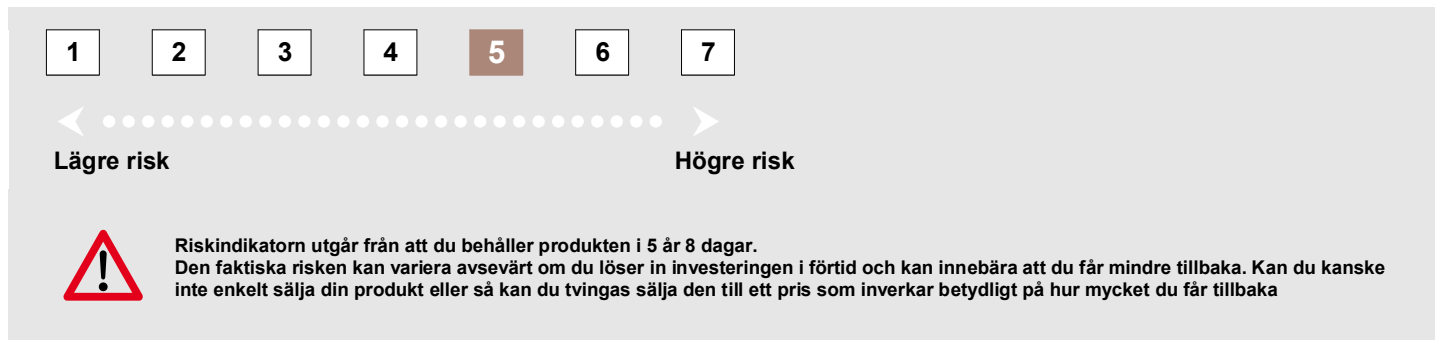 1 2 3 4 5 6 7
Lägre risk Högre risk
Riskindikatorn utgår från att du behåller produkten i 5 år 8 dagar.
Den faktiska risken kan variera avsevärt om du löser in investeringen i förtid och kan innebära att du får mindre tillbaka. Kan du kanske
inte enkelt sälja din produkt eller så kan du tvingas sälja den till ett pris som inverkar betydligt på hur mycket du får tillbaka